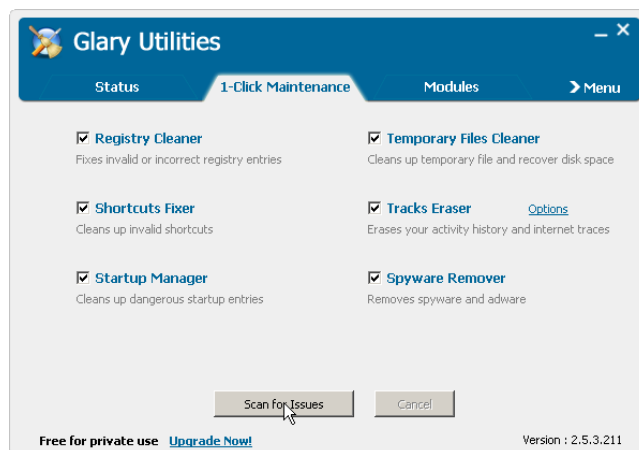 Glary Utilities
Status 1-Click Maintenance Modules Menu
Registry Cleaner Temporary Files Cleaner
Fixes invalid or incorrect registry entries Cleans up temporary file and recover disk space
Shortcuts Fixer Tracks Eraser Options
Cleans up invalid shortcuts Erases your activity history and internet traces
Startup Manager Spyware Remover
Cleans up dangerous startup entries Removes spyware and adware
Scan for Issues Cancel
Free for private use Upgrade Now! Version : 2.5.3.211